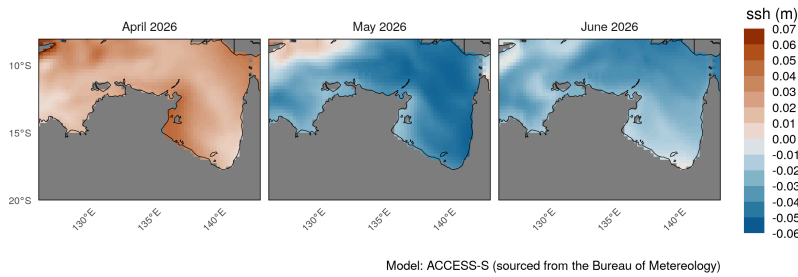 ssh (m)
April 2026 May 2026 June 2026
0.07
0.06
0.05
0.04
0.03
0.02
0.01
0.00
-0.01
-0.02
-0.03
-0.04
-0.05
-0.06
10°S
15°S
20°S
130°E 135°E 140°E 130°E 135°E 140°E 130°E 135°E 140°E
Model: ACCESS-S (sourced from the Bureau of Metereology)